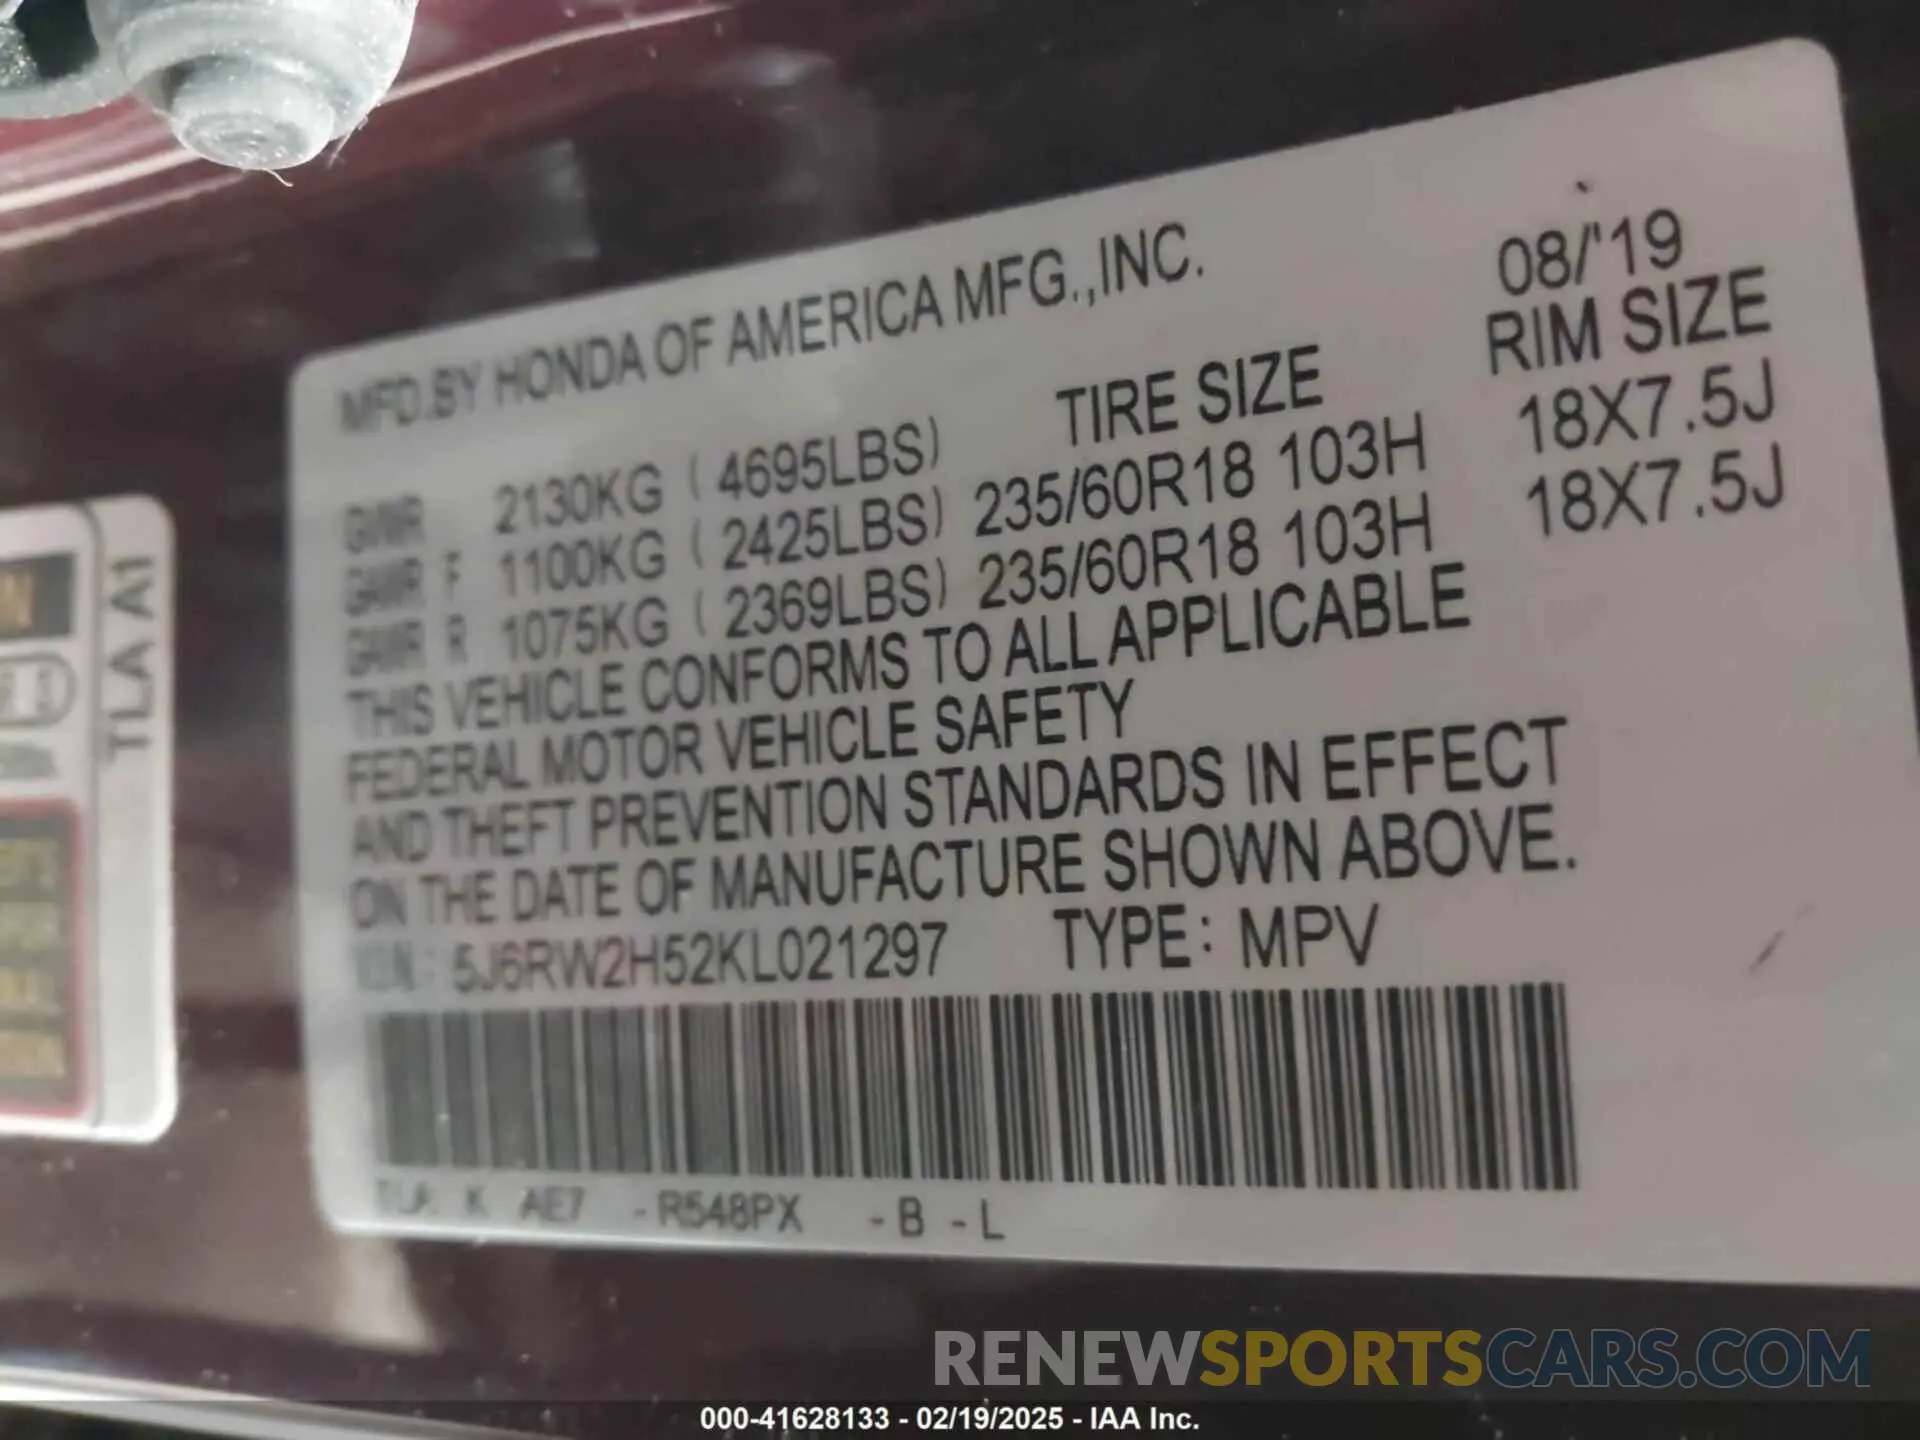 MFD.BY HONDA OF AMERICA MFG.,INC. 08/'19
TIRE SIZE RIM SIZE
GVWR 2130KG ( 4695LBS)
GAWR F 1100KG ( 2425LBS) 235/60R18 103H 18X7.5J
GAWR R 1075KG ( 2369LBS) 235/60R18 103H 18X7.5J
THIS VEHICLE CONFORMS TO ALL APPLICABLE
FEDERAL MOTOR VEHICLE SAFETY
AND THEFT PREVENTION STANDARDS IN EFFECT
ON THE DATE OF MANUFACTURE SHOWN ABOVE.
5J6RW2H52KL021297 TYPE: MPV
TLA K AE7 -R548PX -B -L
TLA A1
RENEWSPORTSCARS.COM
000-41628133 - 02/19/2025 - IAA Inc.